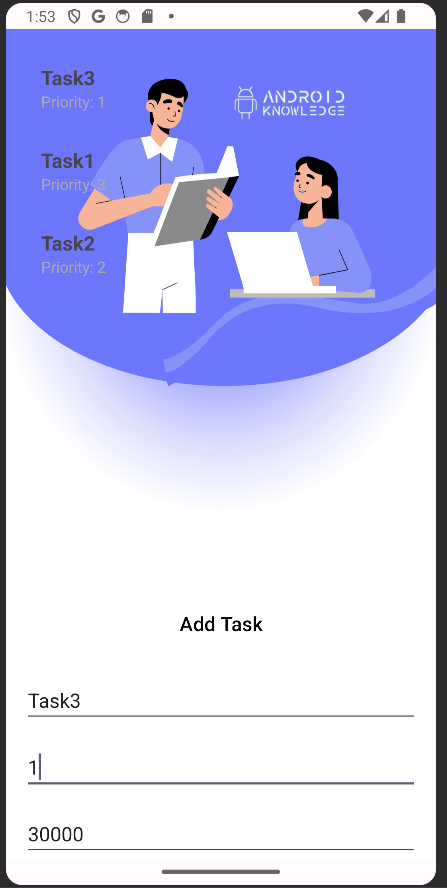 1:53
Task3
Priority: 1
ANDROID
KNOWLEDGE
Task1
Priority: 3
Task2
Priority: 2
Add Task
Task3
1
30000